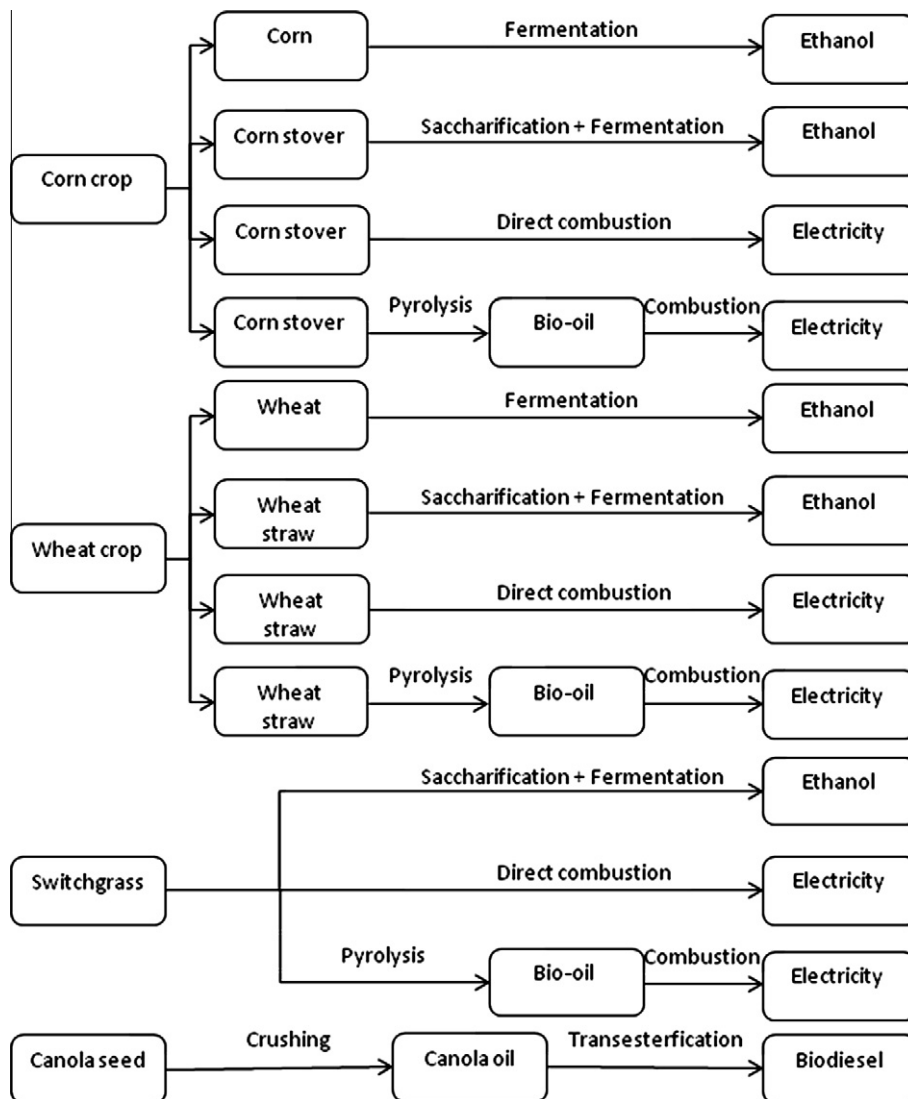 Corn
Fermentation
Ethanol
Corn stover
Saccharification + Fermentation
Ethanol
Corn crop
Corn stover
Direct combustion
Electricity
Corn stover
Pyrolysis
Bio-oil
Combustion
Electricity
Wheat
Fermentation
Ethanol
Wheat
straw
Saccharification + Fermentation
Ethanol
Wheat crop
Wheat
straw
Direct combustion
Electricity
Wheat
straw
Pyrolysis
Bio-oil
Combustion
Electricity
Saccharification + Fermentation
Ethanol
Switchgrass
Direct combustion
Electricity
Pyrolysis
Bio-oil
Combustion
Electricity
Canola seed
Crushing
Canola oil
Transesterfication
Biodiesel